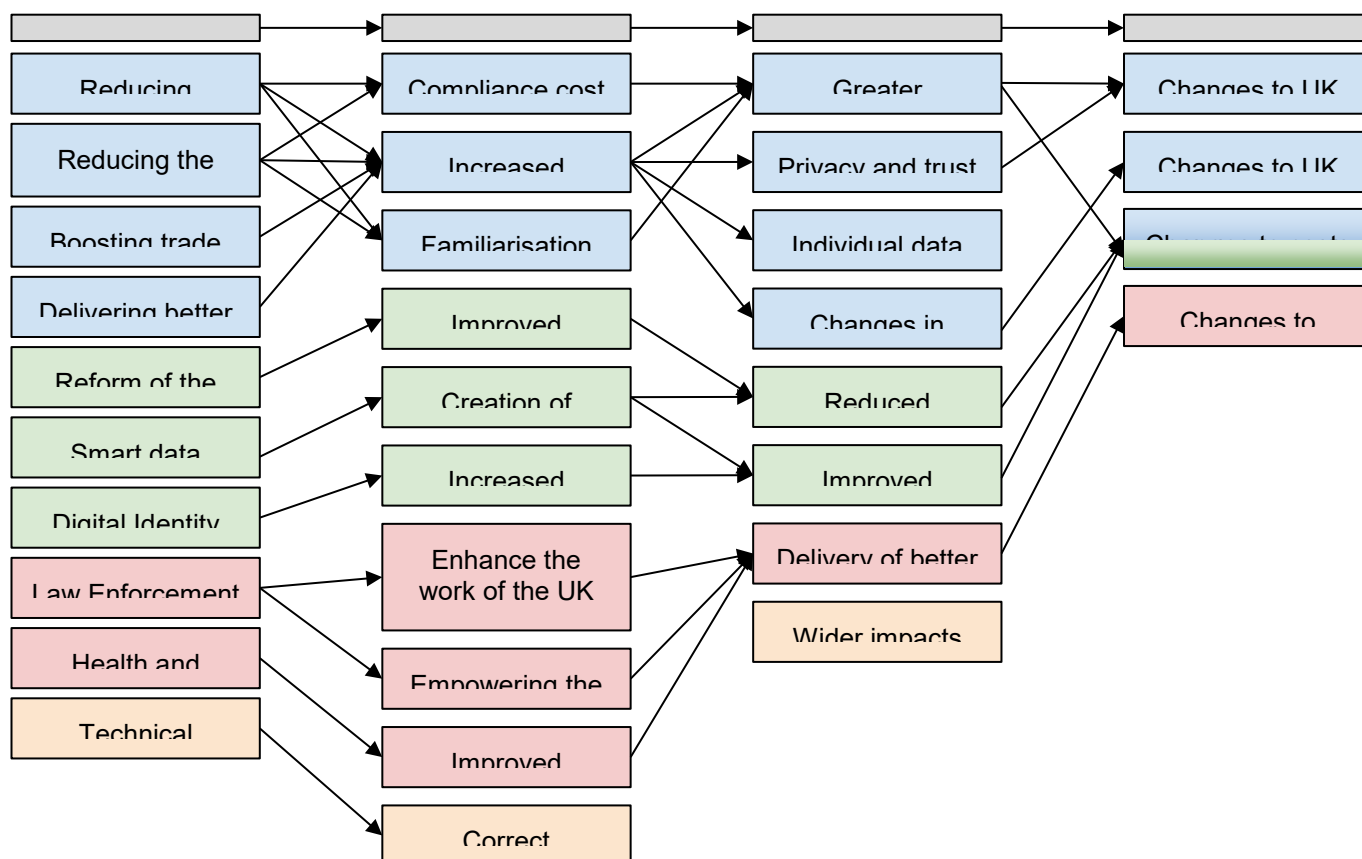 Reducing
Reducing the
Boosting trade
Delivering better
Reform of the
Smart data
Digital Identity
Law Enforcement
Health and
Technical
Compliance cost
Increased
Familiarisation
Improved
Creation of
Increased
Enhance the
work of the UK
Empowering the
Improved
Correct
Greater
Privacy and trust
Individual data
Changes in
Reduced
Improved
Delivery of better
Wider impacts
Changes to UK
Changes to UK
Changes to